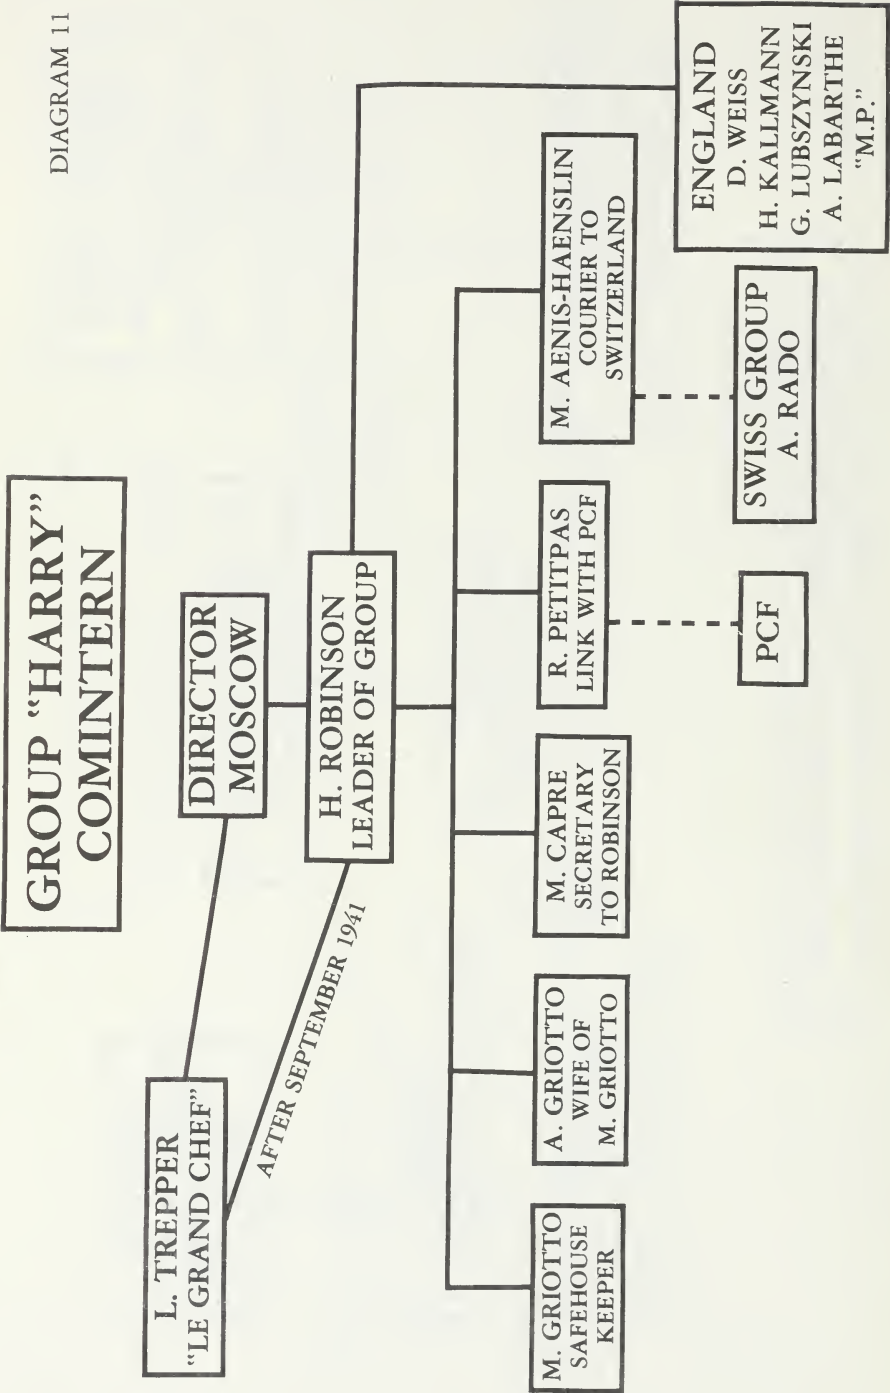 DIAGRAM 11
GROUP “HARRY”
COMINTERN
DIRECTOR
MOSCOW
L. TREPPER
“LE GRAND CHEF”
AFTER SEPTEMBER 1941
H. ROBINSON
LEADER OF GROUP
M. GRIOTTO
SAFEHOUSE
KEEPER
A. GRIOTTO
WIFE OF
M. GRIOTTO
M. CAPRE
SECRETARY
TO ROBINSON
R. PETITPAS
LINK WITH PCF
M. AENIS-HAENSLIN
COURIER TO
SWITZERLAND
PCF
SWISS GROUP
A. RADO
ENGLAND
D. WEISS
H. KALLMANN
G. LUBSZYNSKI
A. LABARTHE
“M.P.”